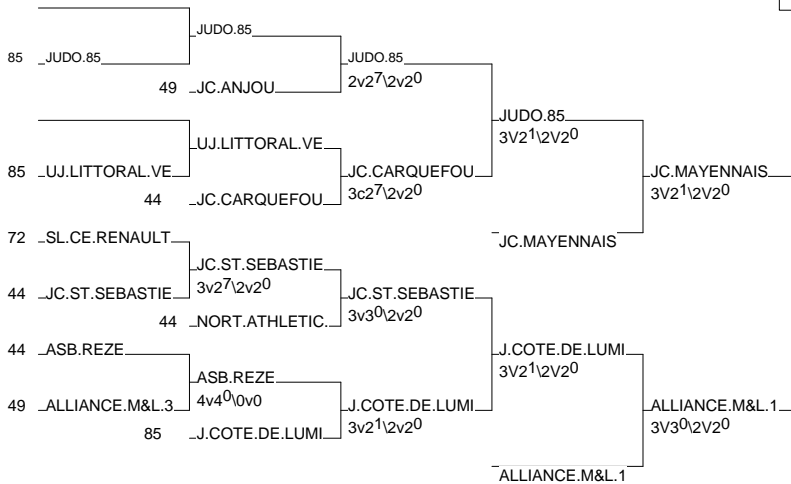 JUDO.85
85 JUDO.85 JUDO.85
49 JC.ANJOU 2v2⁷\2v2⁰
JUDO.85
3V2¹\2V2⁰
UJ.LITTORAL.VE
85 UJ.LITTORAL.VE JC.CARQUEFOU JC.MAYENNAIS
3c2⁷\2v2⁰ 3V2¹\2V2⁰
44 JC.CARQUEFOU
72 SL.CE.RENAULT JC.MAYENNAIS
JC.ST.SEBASTIE
3v2⁷\2v2⁰
44 JC.ST.SEBASTIE JC.ST.SEBASTIE
44 NORT.ATHLETIC. 3v3⁰\2v2⁰
44 ASB.REZE J.COTE.DE.LUMI
3V2¹\2V2⁰
ASB.REZE
4v4⁰\0v0
49 ALLIANCE.M&L.3 J.COTE.DE.LUMI ALLIANCE.M&L.1
3v2¹\2v2⁰ 3V3⁰\2V2⁰
85 J.COTE.DE.LUMI
ALLIANCE.M&L.1